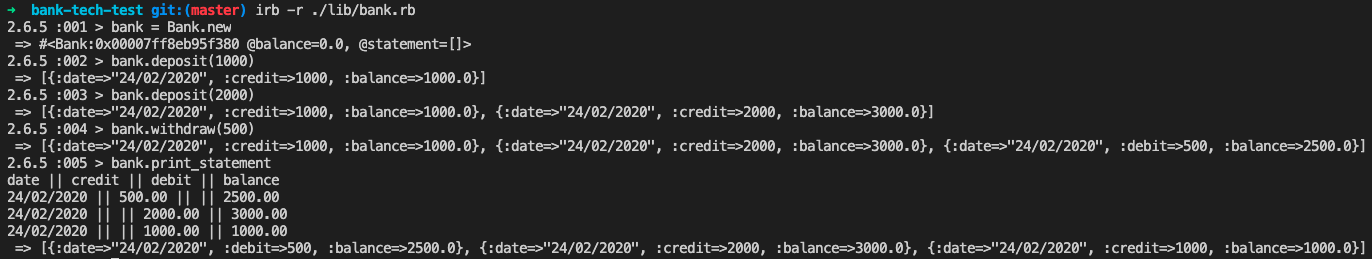 ➜ bank-tech-test git:(master) irb -r ./lib/bank.rb
2.6.5 :001 > bank = Bank.new
=> #<Bank:0x00007ff8eb95f380 @balance=0.0, @statement=[]>
2.6.5 :002 > bank.deposit(1000)
=> [{:date=>"24/02/2020", :credit=>1000, :balance=>1000.0}]
2.6.5 :003 > bank.deposit(2000)
=> [{:date=>"24/02/2020", :credit=>1000, :balance=>1000.0}, {:date=>"24/02/2020", :credit=>2000, :balance=>3000.0}]
2.6.5 :004 > bank.withdraw(500)
=> [{:date=>"24/02/2020", :credit=>1000, :balance=>1000.0}, {:date=>"24/02/2020", :credit=>2000, :balance=>3000.0}, {:date=>"24/02/2020", :debit=>500, :balance=>2500.0}]
2.6.5 :005 > bank.print_statement
date || credit || debit || balance
24/02/2020 || 500.00 || || 2500.00
24/02/2020 || || 2000.00 || 3000.00
24/02/2020 || || 1000.00 || 1000.00
=> [{:date=>"24/02/2020", :debit=>500, :balance=>2500.0}, {:date=>"24/02/2020", :credit=>2000, :balance=>3000.0}, {:date=>"24/02/2020", :credit=>1000, :balance=>1000.0}]